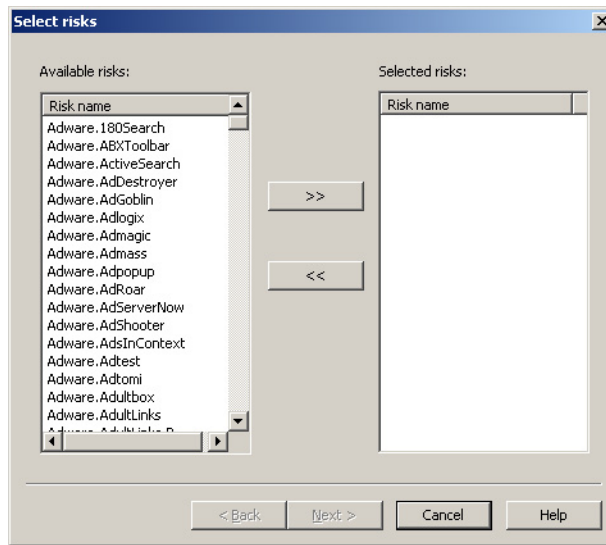 Select risks
Available risks:
Selected risks:
Risk name
Risk name
Adware.180Search
Adware.ABXToolbar
Adware.ActiveSearch
Adware.AdDestroyer
Adware.AdGoblin
Adware.Adlogix
Adware.Admagic
Adware.Admass
Adware.Adpopup
Adware.AdRoar
Adware.AdServerNow
Adware.AdShooter
Adware.AdsInContext
Adware.Adtest
Adware.Adtomi
Adware.Adultbox
Adware.AdultLinks
>>
<<
< Back
Next >
Cancel
Help